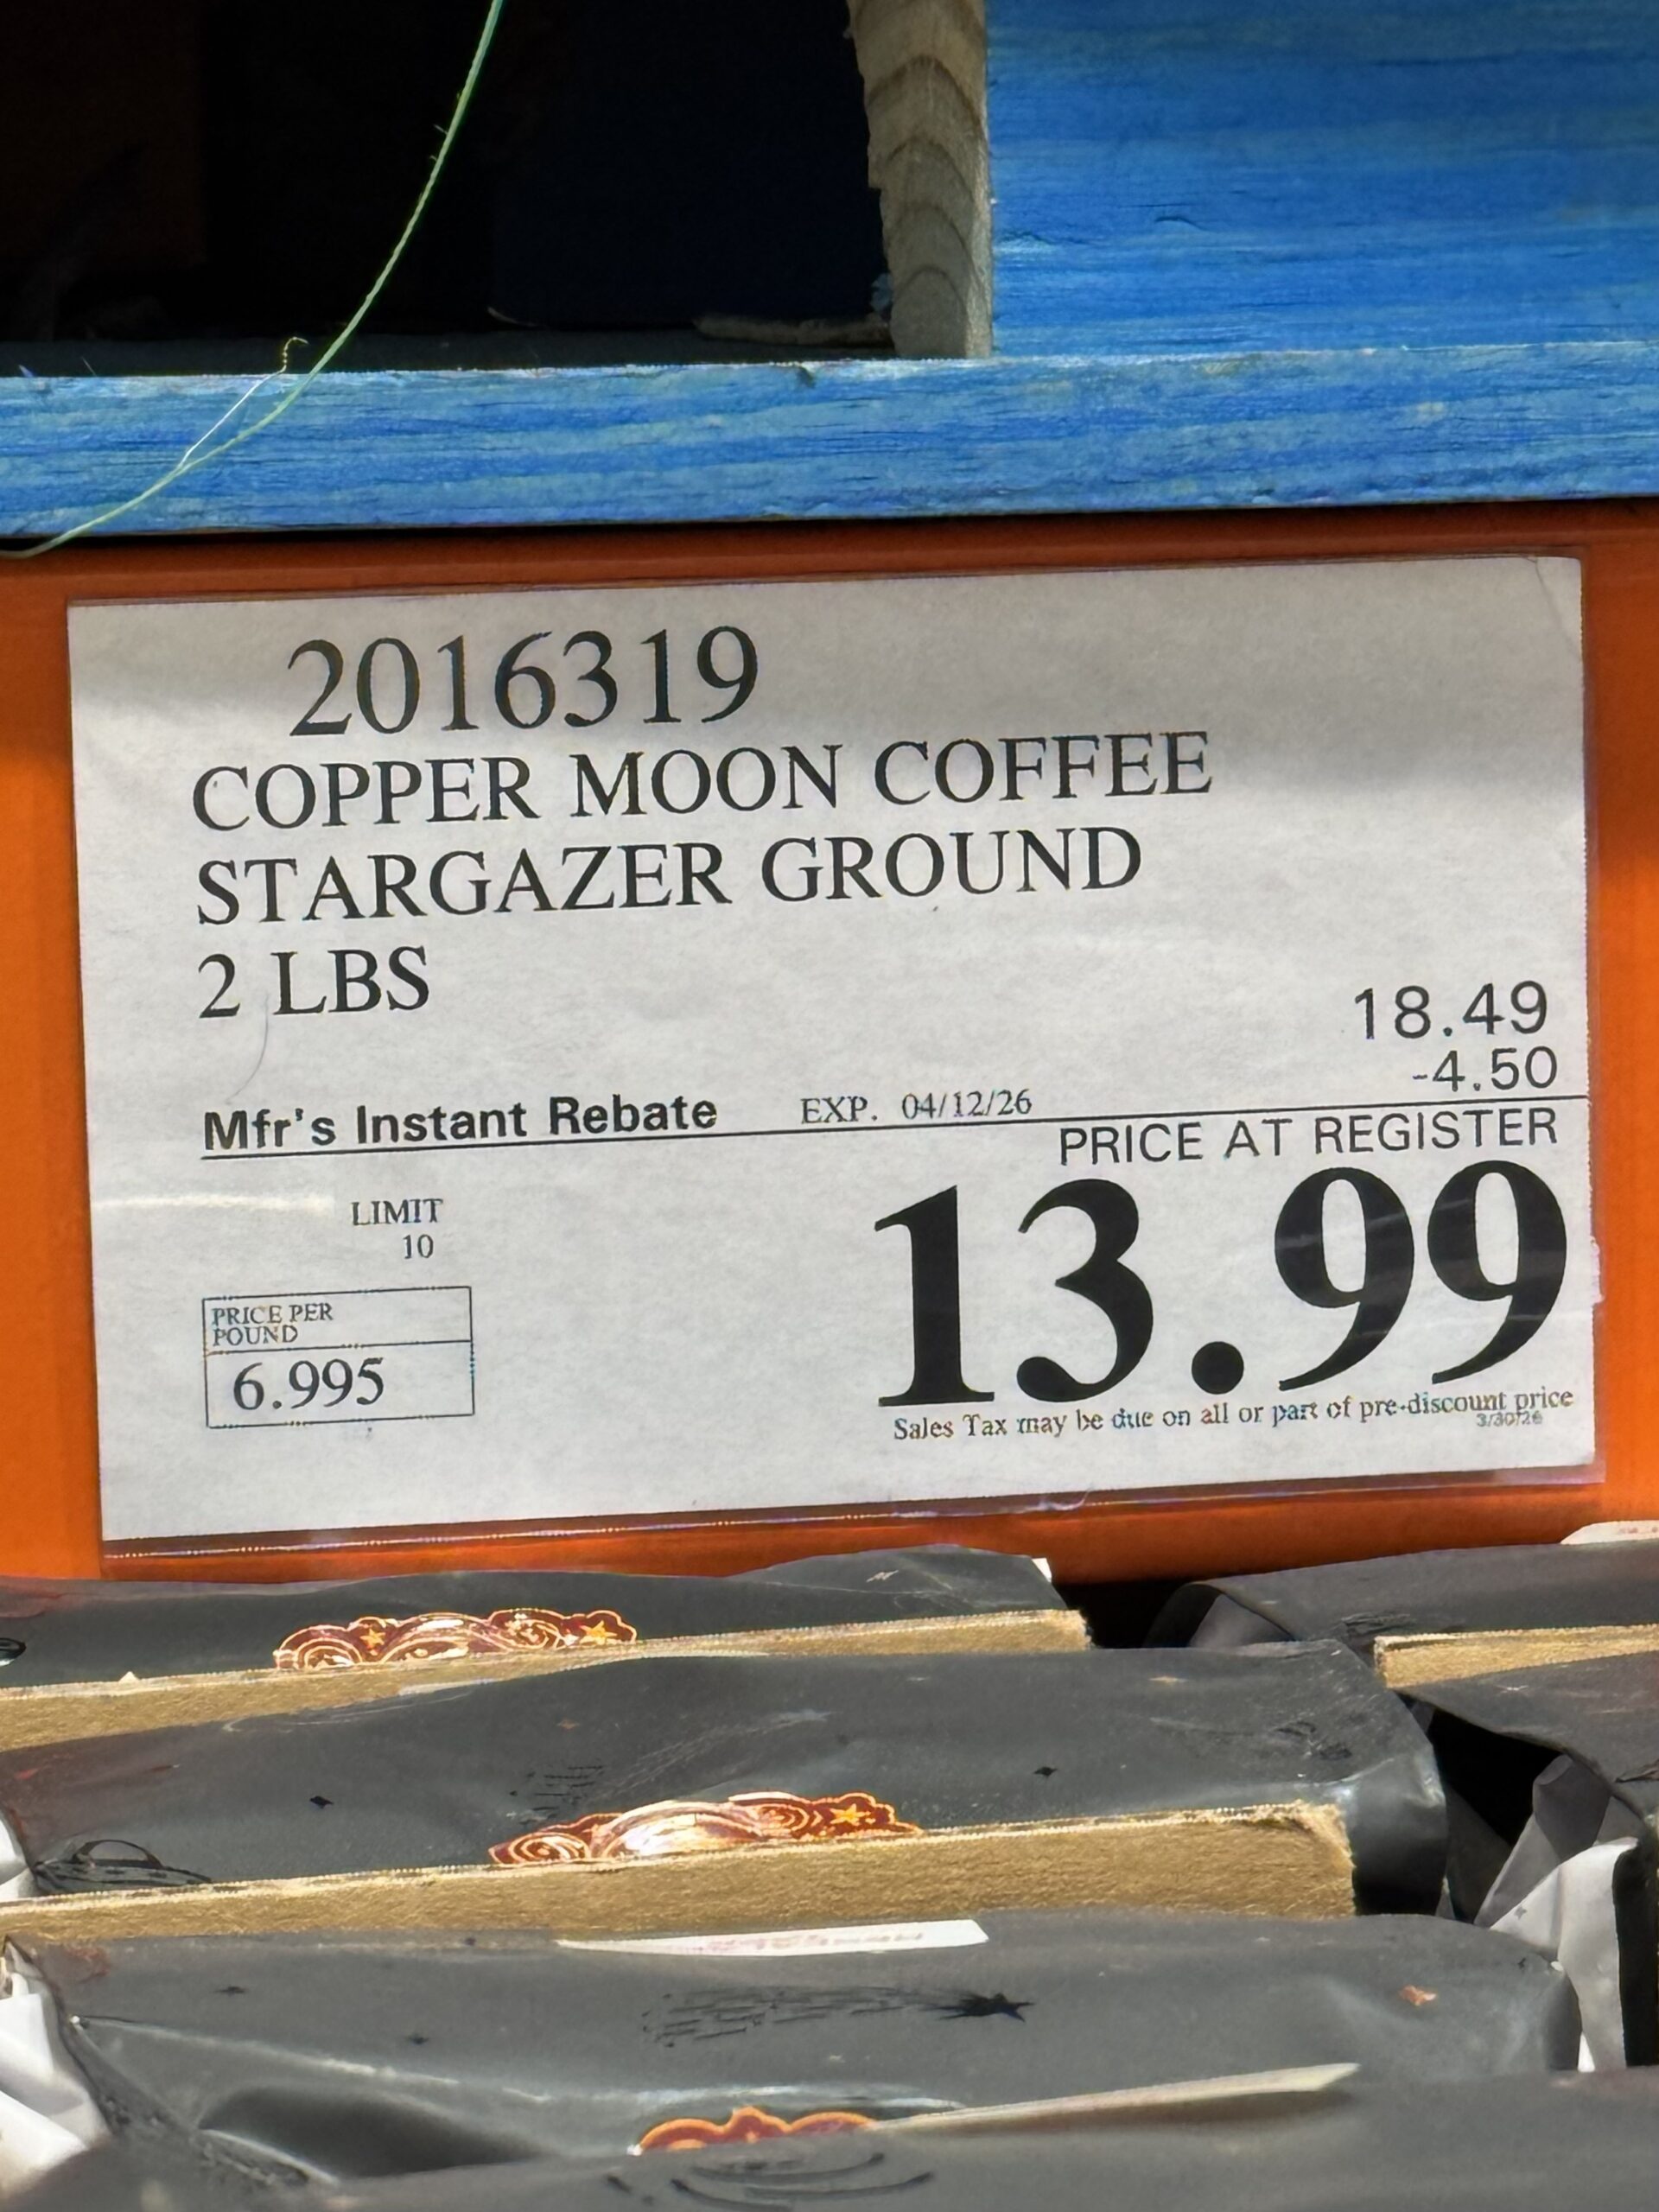 2016319
COPPER MOON COFFEE
STARGAZER GROUND
2 LBS
18.49
-4.50
Mfr's Instant Rebate EXP. 04/12/26
PRICE AT REGISTER
13.99
LIMIT
10
PRICE PER
POUND
6.995
Sales Tax may be due on all or part of pre-discount price
3/30/26